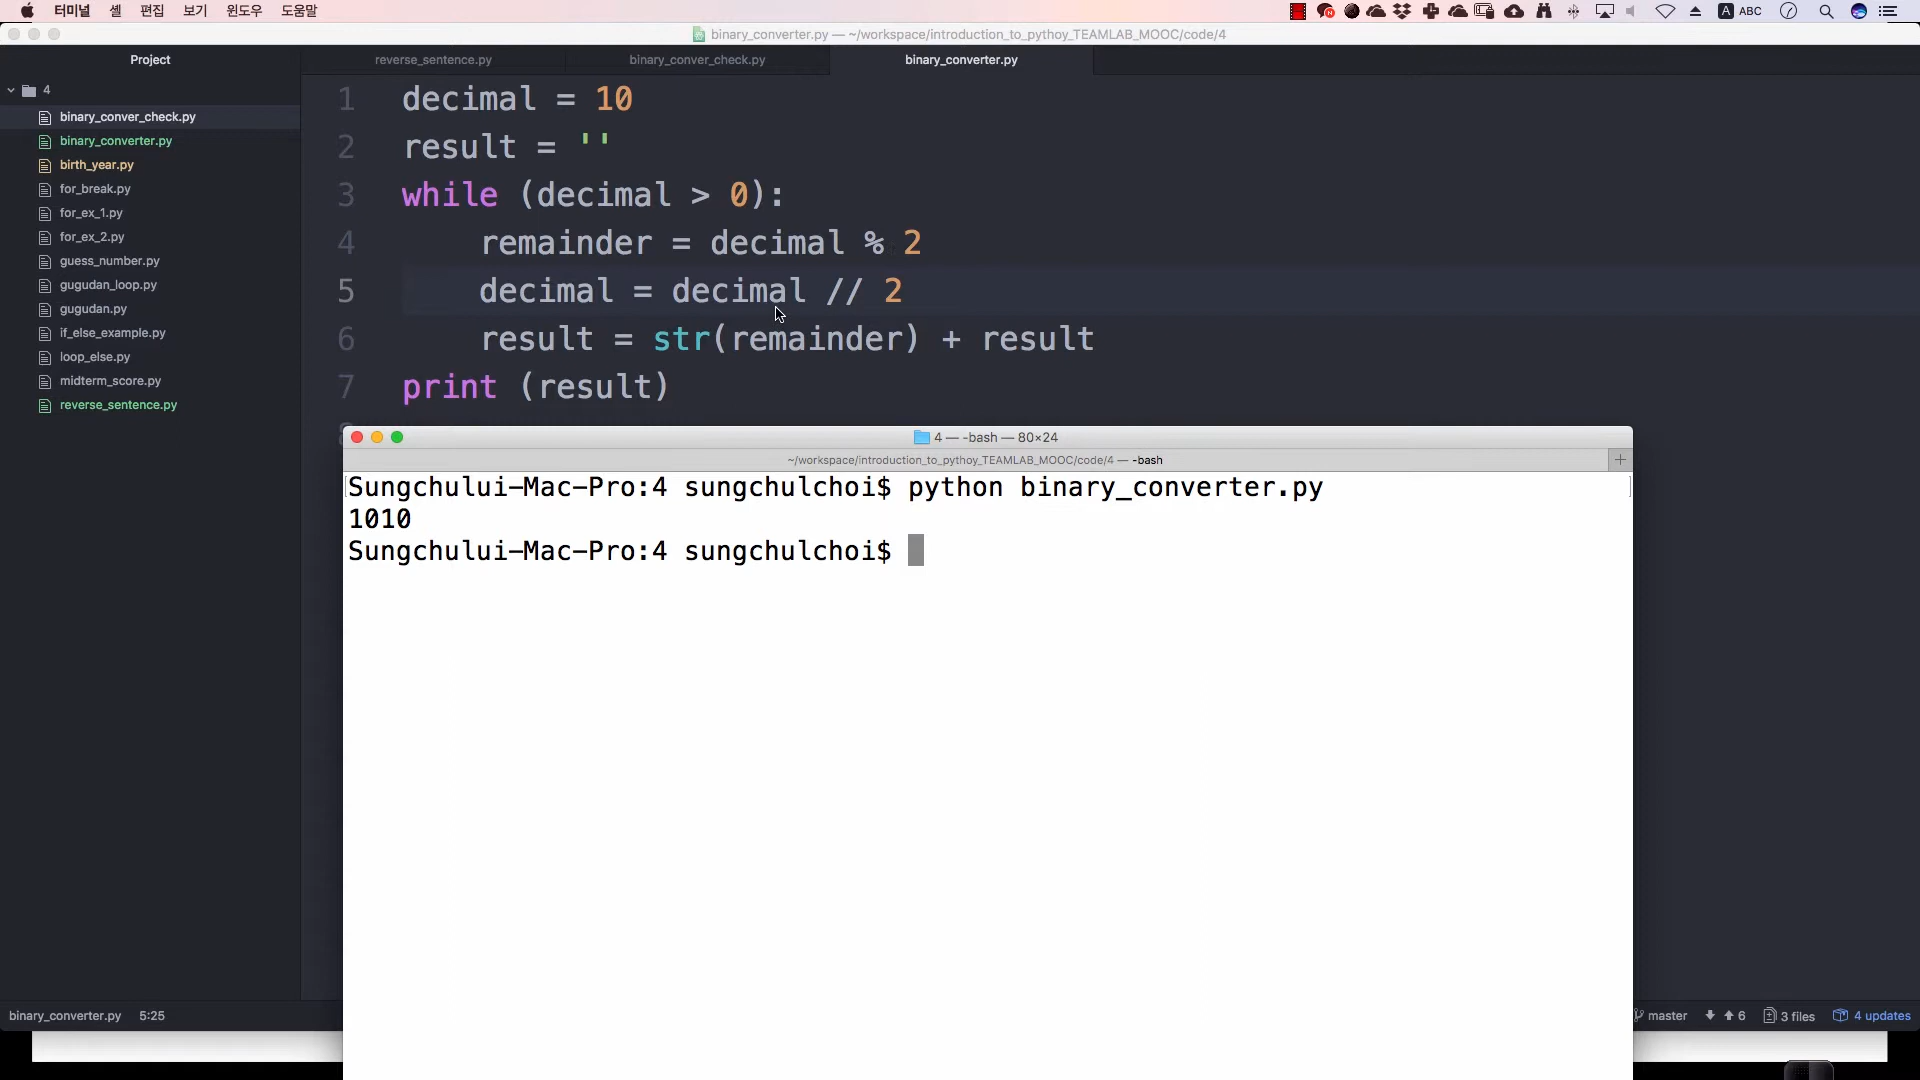 터미널 셸 편집 보기 윈도우 도움말
A ABC
binary_converter.py — ~/workspace/introduction_to_pythoy_TEAMLAB_MOOC/code/4
Project
reverse_sentence.py
binary_conver_check.py
binary_converter.py
4
binary_conver_check.py
binary_converter.py
birth_year.py
for_break.py
for_ex_1.py
for_ex_2.py
guess_number.py
gugudan_loop.py
gugudan.py
if_else_example.py
loop_else.py
midterm_score.py
reverse_sentence.py
1 decimal = 10
2 result = ''
3 while (decimal > 0):
4     remainder = decimal % 2
5     decimal = decimal // 2
6     result = str(remainder) + result
7 print (result)
4 — -bash — 80×24
~/workspace/introduction_to_pythoy_TEAMLAB_MOOC/code/4 — -bash
Sungchului-Mac-Pro:4 sungchulchoi$ python binary_converter.py
1010
Sungchului-Mac-Pro:4 sungchulchoi$
binary_converter.py 5:25
master 6 3 files 4 updates